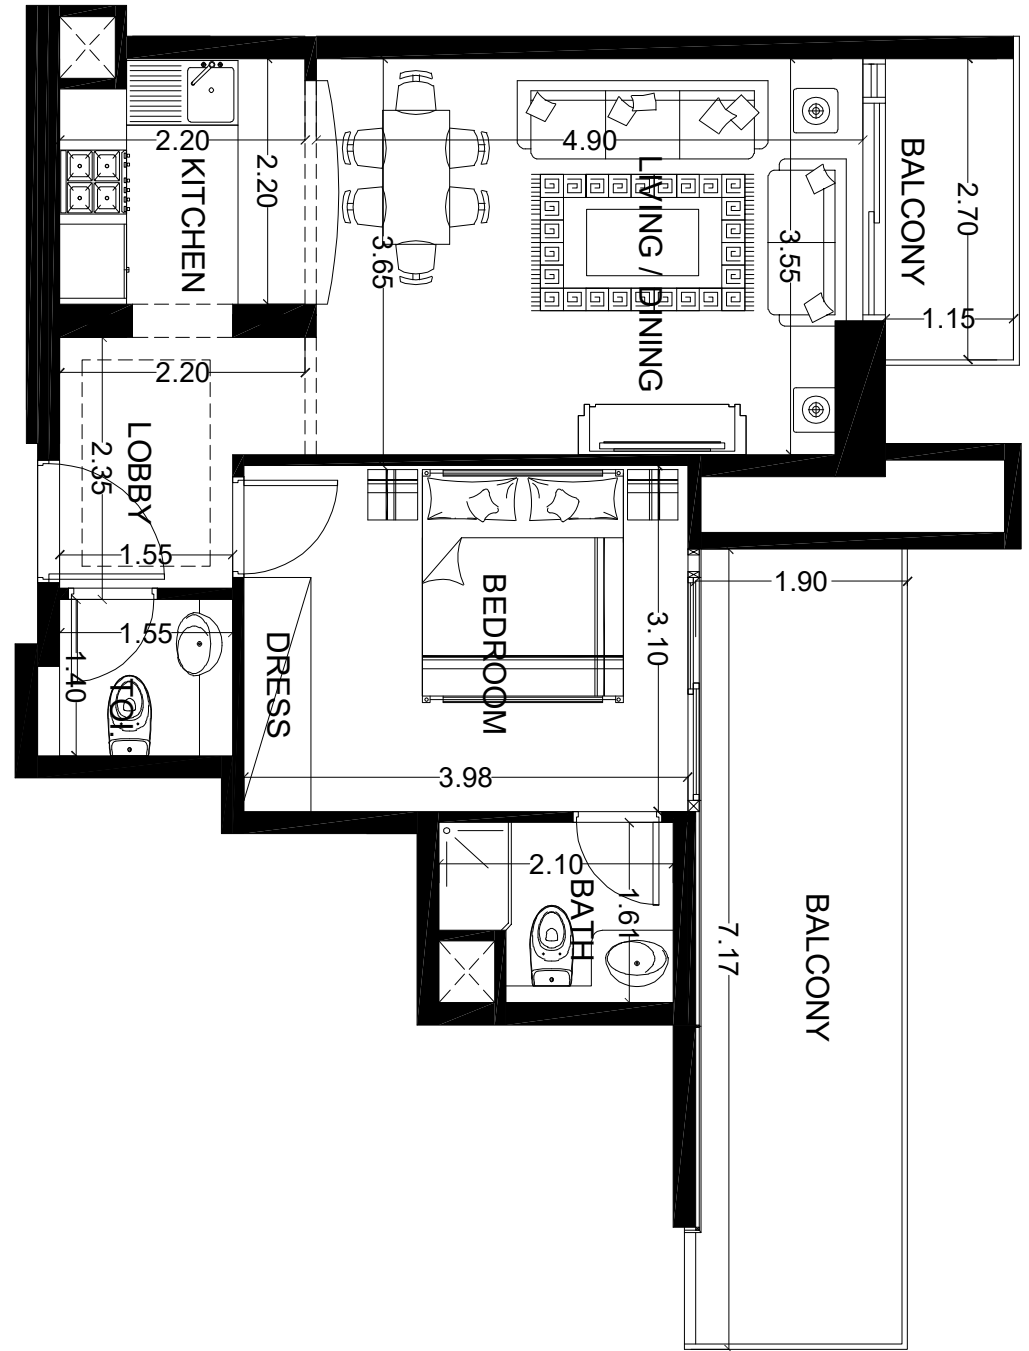 2.20
4.90
KITCHEN
2.20
LIVING / DINING
3.65
3.55
BALCONY
2.70
1.15
2.20
LOBBY
2.35
1.55
1.55
1.40
TOI.
DRESS
BEDROOM
3.10
1.90
3.98
2.10
BATH
1.61
7.17
BALCONY